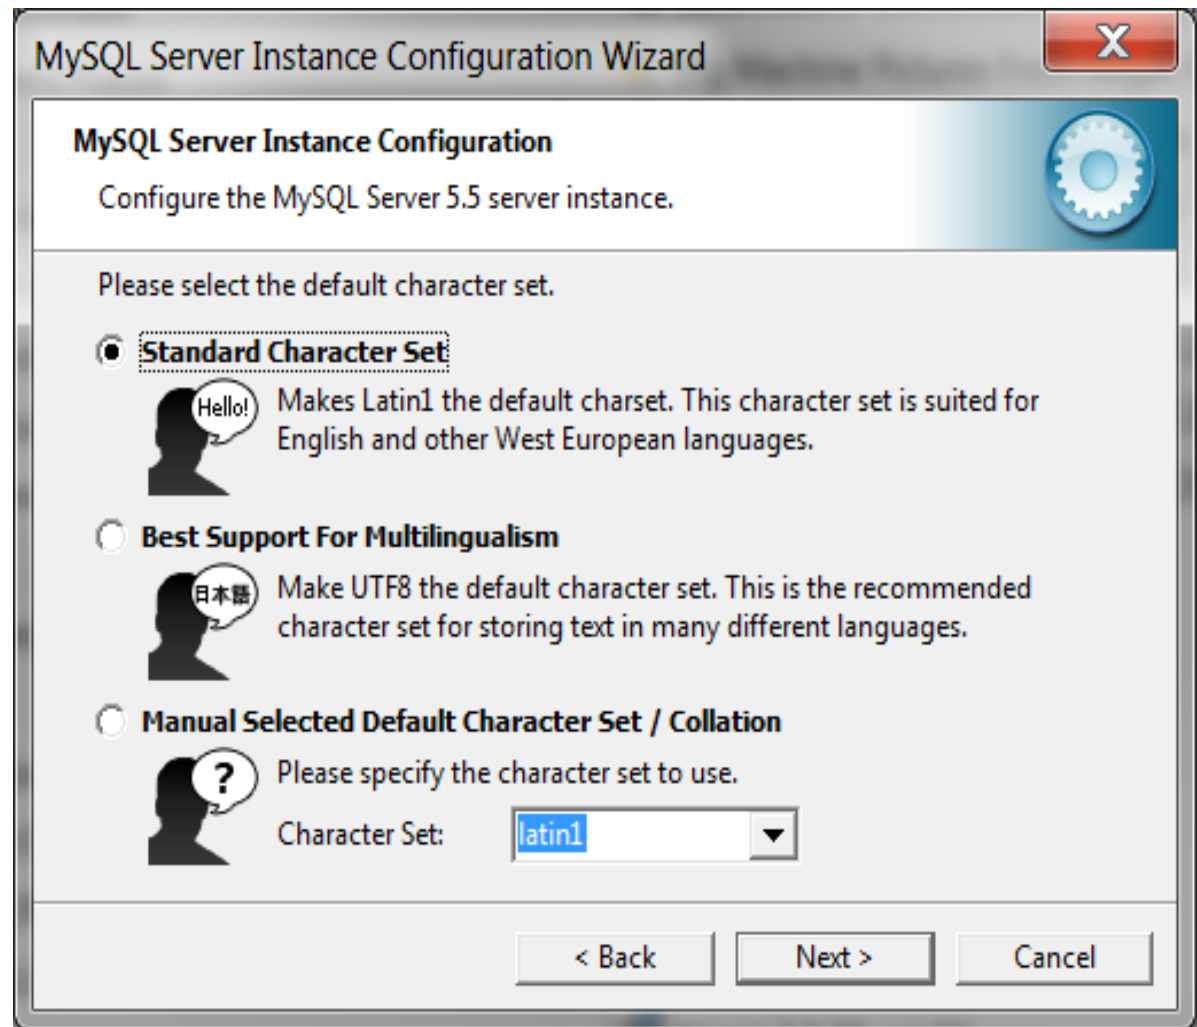 MySQL Server Instance Configuration Wizard
X
MySQL Server Instance Configuration
Configure the MySQL Server 5.5 server instance.
Please select the default character set.
Standard Character Set
Hello!
Makes Latin1 the default charset. This character set is suited for
English and other West European languages.
Best Support For Multilingualism
日本語
Make UTF8 the default character set. This is the recommended
character set for storing text in many different languages.
Manual Selected Default Character Set / Collation
?
Please specify the character set to use.
Character Set: latin1
< Back Next > Cancel